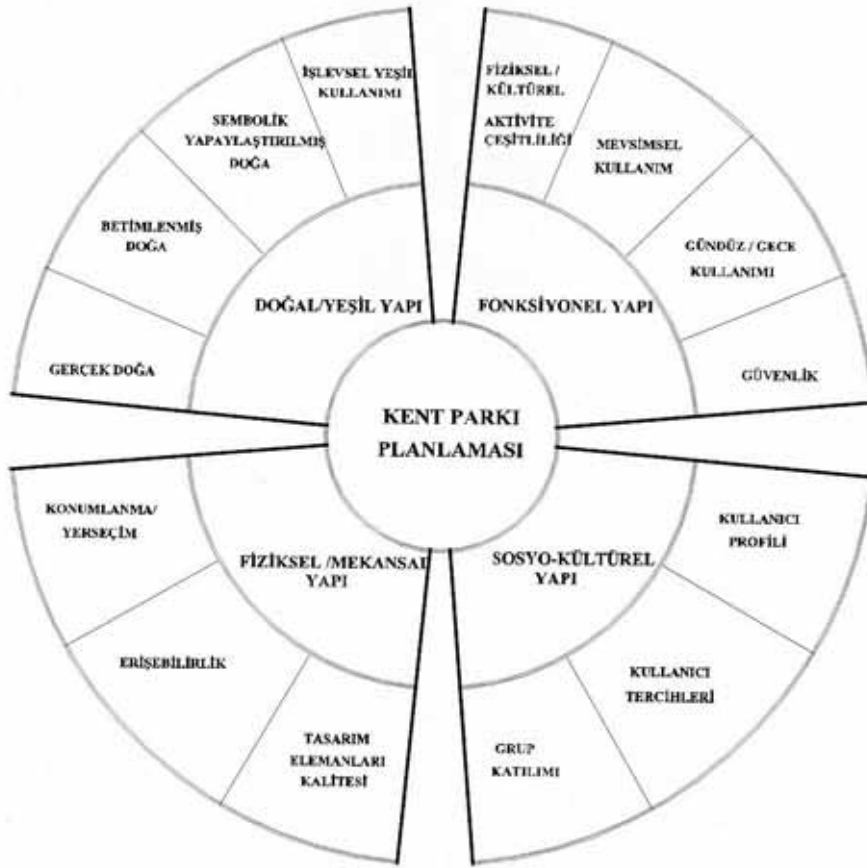 İŞLEVSEL YEŞİL
KULLANIMI
SEMBOLİK
YAPAYLAŞTIRILMIŞ
DOĞA
BETİMLENMİŞ
DOĞA
GERÇEK DOĞA
DOĞAL/YEŞİL YAPI
FİZİKSEL /
KÜLTÜREL
AKTİVİTE
ÇEŞİTLİLİĞİ
MEVSİMSEL
KULLANIM
GÜNDÜZ / GECE
KULLANIMI
GÜVENLİK
FONKSİYONEL YAPI
KENT PARKI
PLANLAMASI
KONUMLANMA/
YERSEÇİM
ERİŞEBİLİRLİK
TASARIM
ELEMANLARI
KALİTESİ
FİZİKSEL /MEKANSAL
YAPI
SOSYO-KÜLTÜREL
YAPI
KULLANICI
PROFİLİ
KULLANICI
TERCİHLERİ
GRUP
KATILIMI